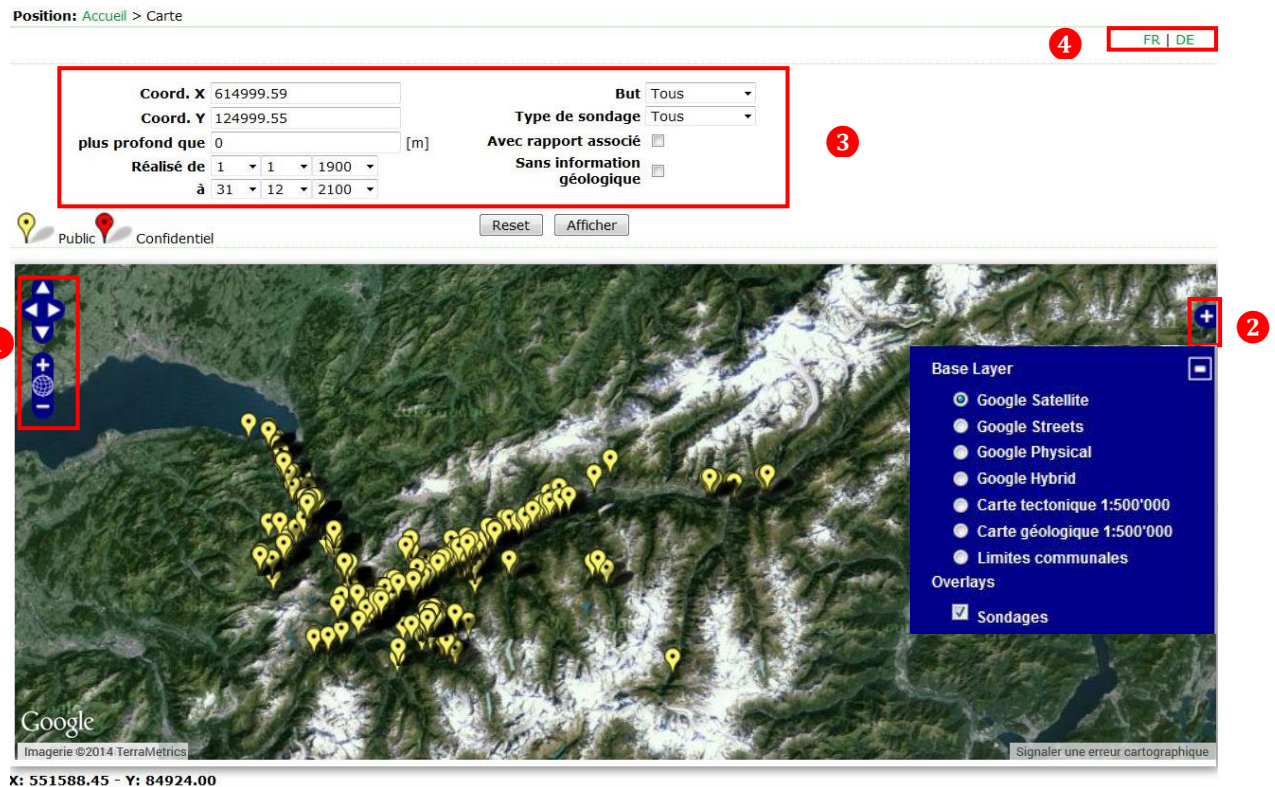 Position: Accueil > Carte
4
FR | DE
Coord. X 614999.59
But Tous
Coord. Y 124999.55
Type de sondage Tous
plus profond que 0 [m]
Avec rapport associé
3
Réalisé de 1 1 1900
Sans information
géologique
à 31 12 2100
Public Confidentiel
Reset Afficher
2
Base Layer
Google Satellite
Google Streets
Google Physical
Google Hybrid
Carte tectonique 1:500'000
Carte géologique 1:500'000
Limites communales
Overlays
Sondages
Google
Imagerie ©2014 TerraMetrics
Signaler une erreur cartographique
X: 551588.45 - Y: 84924.00